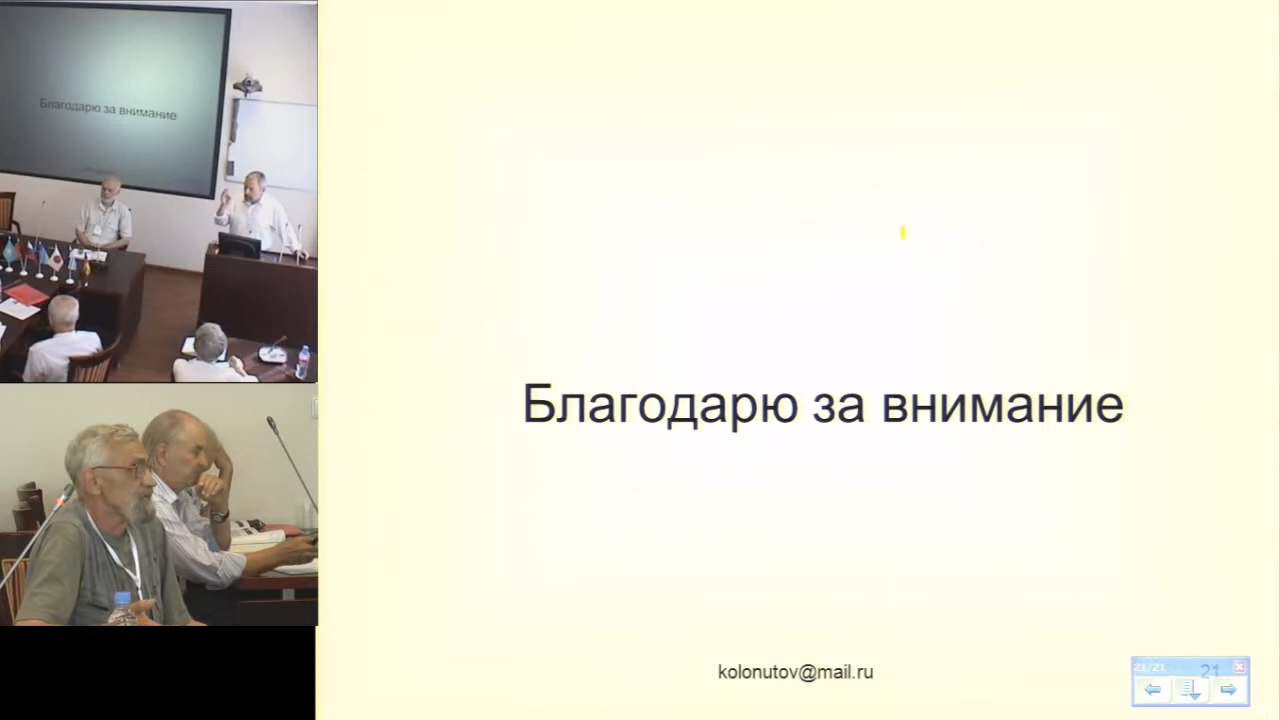 Благодарю за внимание
Благодарю за внимание
kolonutov@mail.ru
21/21
21